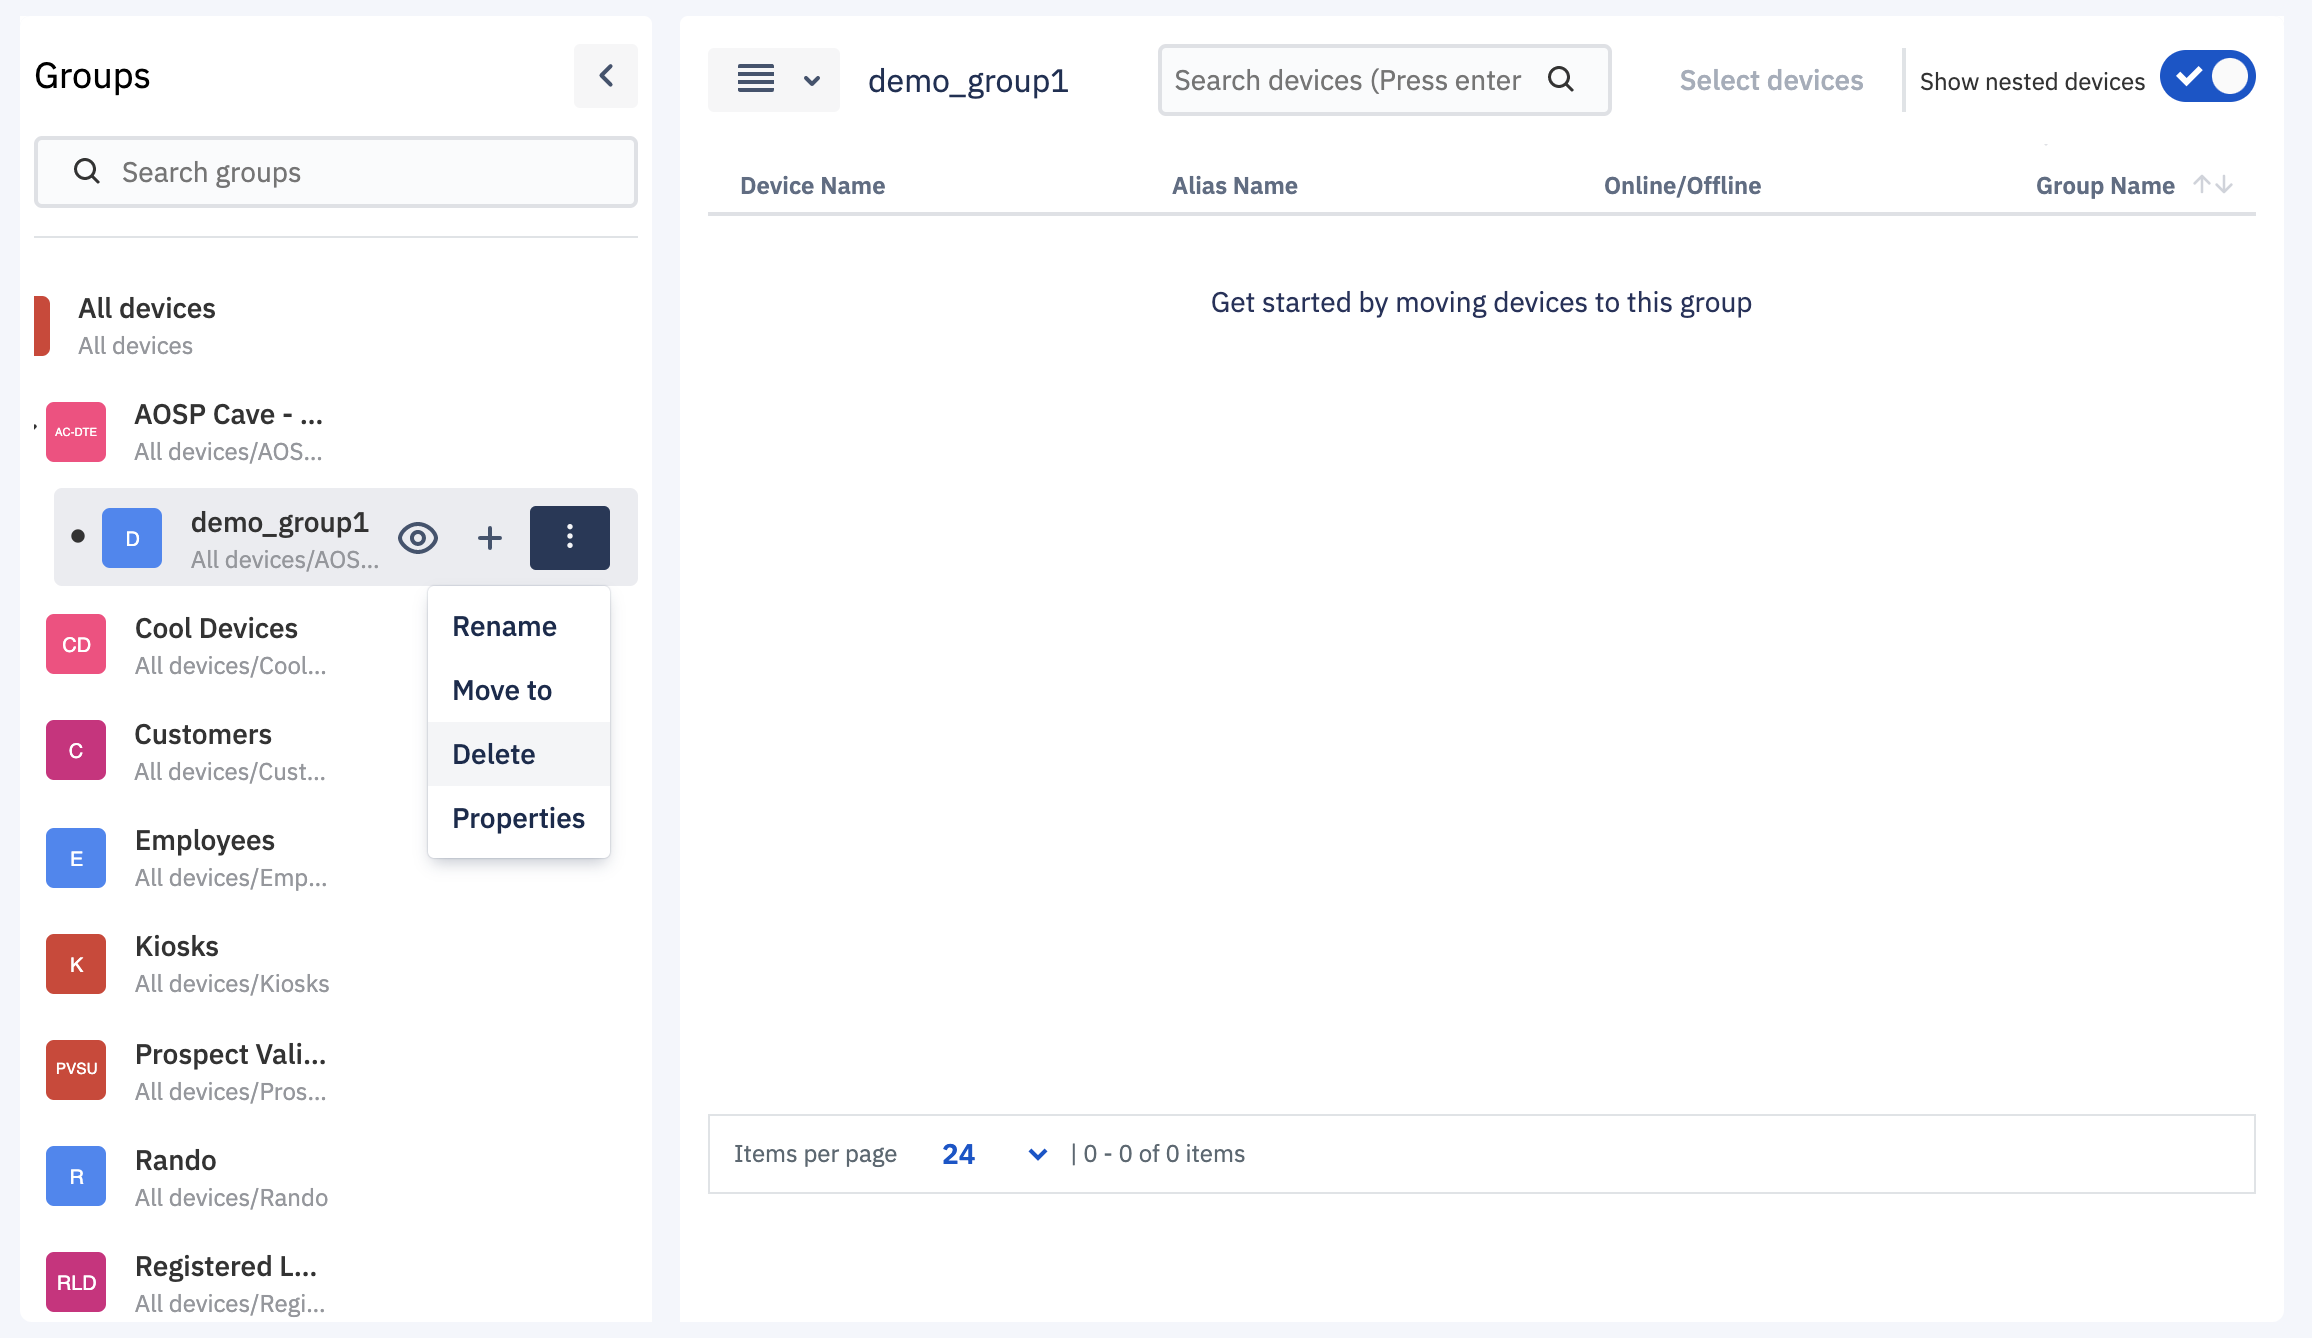 Groups
Search groups
All devices
All devices
AC-DTE
AOSP Cave - ...
All devices/AOS...
D
demo_group1
All devices/AOS...
Rename
Move to
Delete
Properties
CD
Cool Devices
All devices/Cool...
C
Customers
All devices/Cust...
E
Employees
All devices/Emp...
K
Kiosks
All devices/Kiosks
PVSU
Prospect Vali...
All devices/Pros...
R
Rando
All devices/Rando
RLD
Registered L...
All devices/Regi...
demo_group1
Search devices (Press enter
Select devices
Show nested devices
Device Name Alias Name Online/Offline Group Name
Get started by moving devices to this group
Items per page 24 | 0 - 0 of 0 items